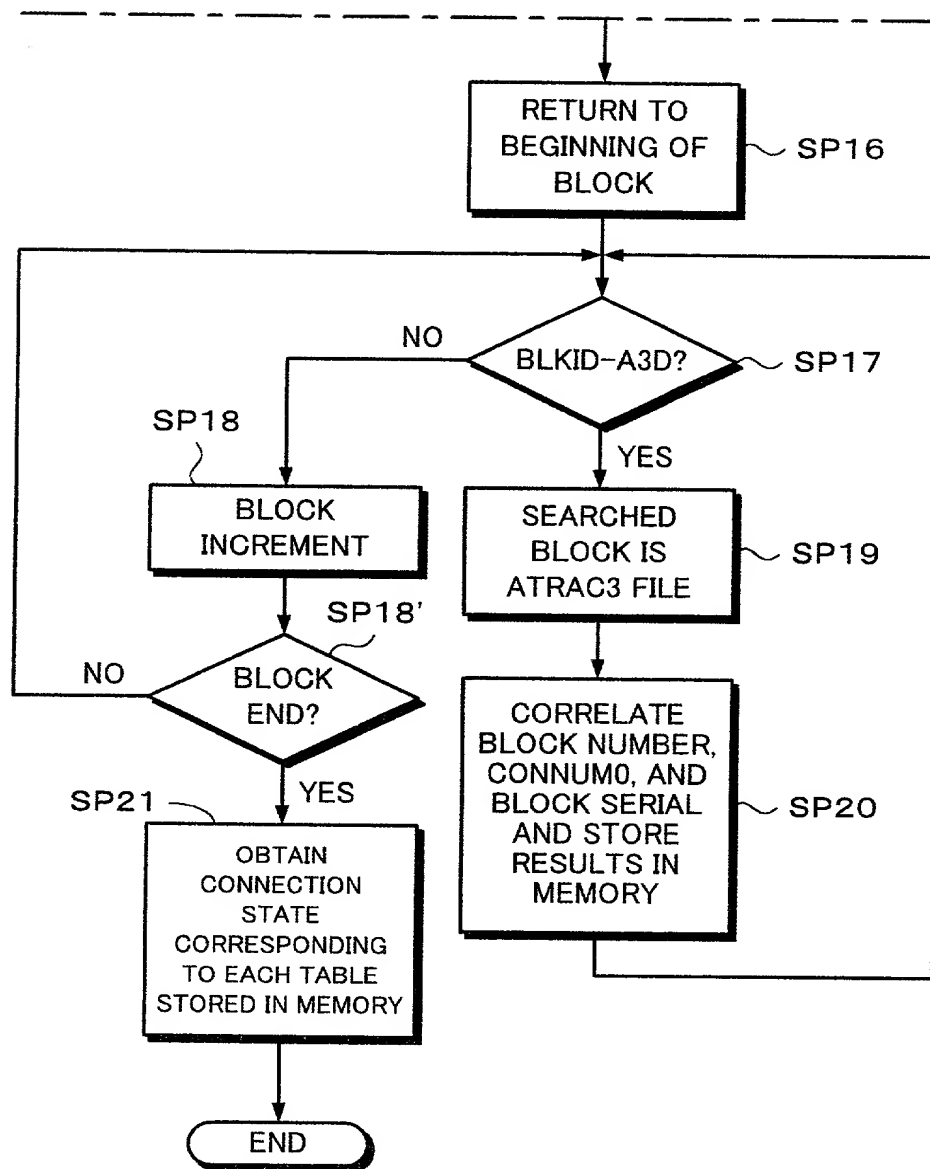 RETURN TO
BEGINNING OF
BLOCK
SP16
NO
BLKID-A3D?
SP17
SP18
YES
BLOCK
INCREMENT
SEARCHED
BLOCK IS
ATRAC3 FILE
SP19
SP18'
NO
BLOCK
END?
CORRELATE
BLOCK NUMBER,
CONNUM0, AND
BLOCK SERIAL
AND STORE
RESULTS IN
MEMORY
SP20
YES
SP21
OBTAIN
CONNECTION
STATE
CORRESPONDING
TO EACH TABLE
STORED IN MEMORY
END